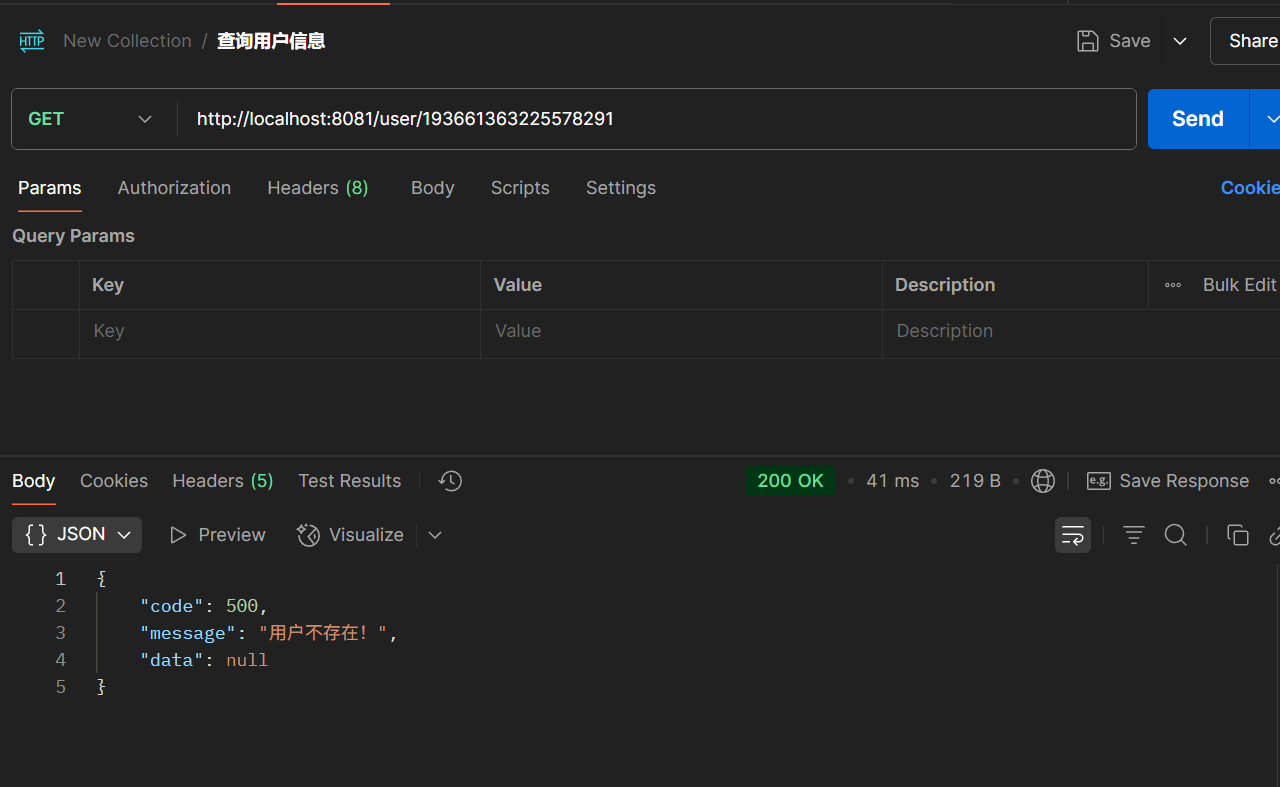 HTTP New Collection / 查询用户信息 Save Share
GET http://localhost:8081/user/193661363225578291 Send
Params Authorization Headers (8) Body Scripts Settings Cookie
Query Params
Key Value Description Bulk Edit
Key Value Description
Body Cookies Headers (5) Test Results 200 OK • 41 ms • 219 B • e.g. Save Response
{} JSON Preview Visualize
1 {
2 "code": 500,
3 "message": "用户不存在！",
4 "data": null
5 }